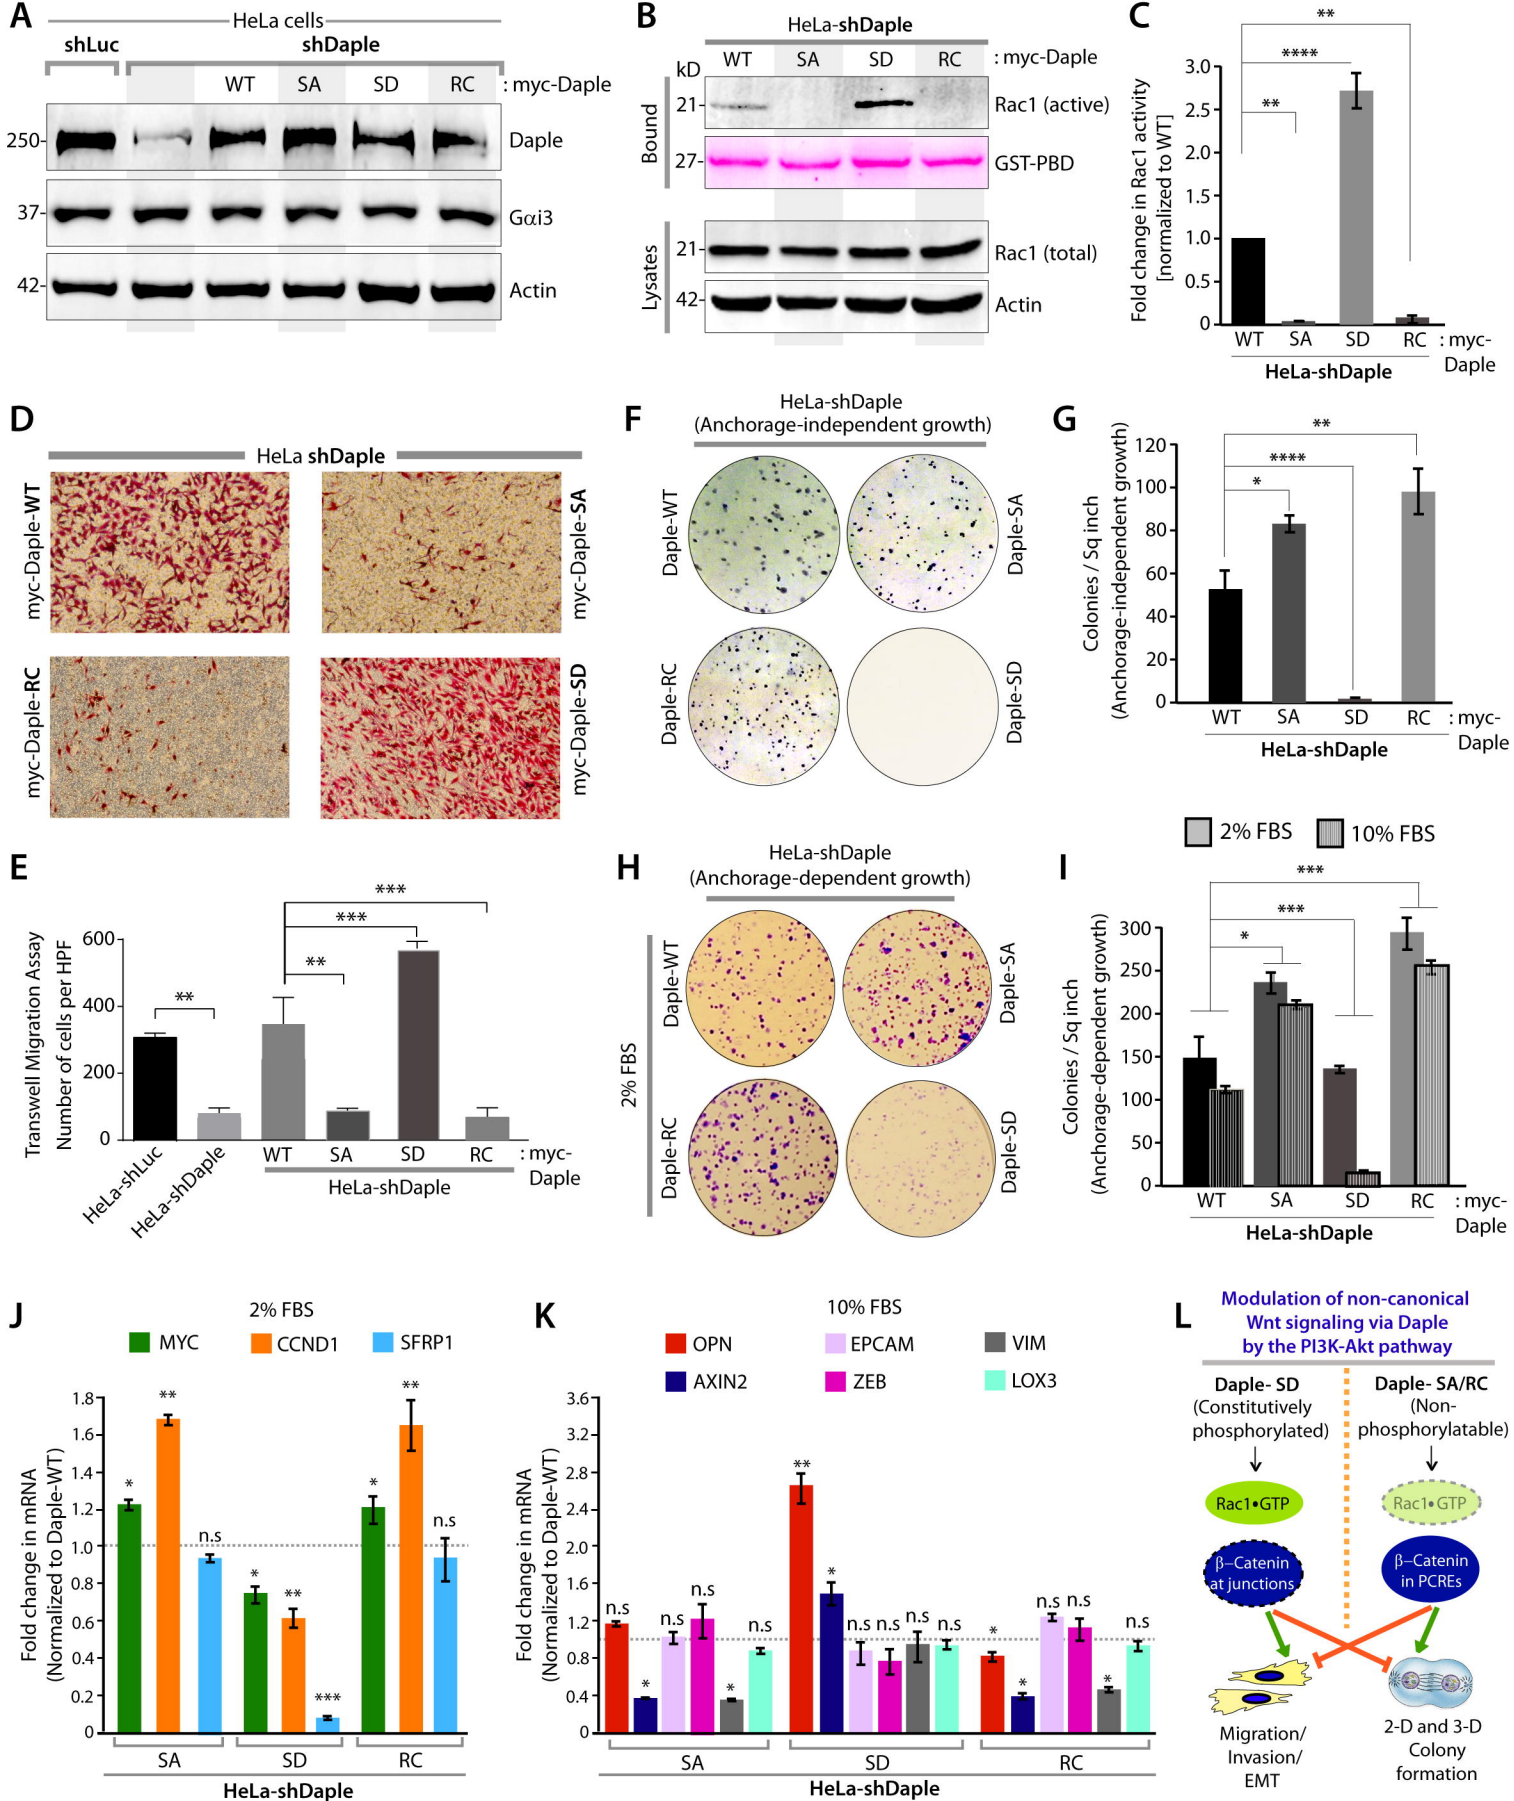 A
HeLa cells
shLuc
shDaple
WT
SA
SD
RC
: myc-Daple
250-
Daple
37-
Gαi3
42-
Actin
B
HeLa-shDaple
kD
WT
SA
SD
RC
: myc-Daple
Bound
21-
Rac1 (active)
27-
GST-PBD
Lysates
21-
Rac1 (total)
42-
Actin
C
Fold change in Rac1 activity
[normalized to WT]
**
****
**
3.0
2.5
2.0
1.5
1.0
0.5
0
WT
SA
SD
RC
: myc-
Daple
HeLa-shDaple
D
HeLa shDaple
myc-Daple-WT
myc-Daple-SA
myc-Daple-RC
myc-Daple-SD
E
Transwell Migration Assay
Number of cells per HPF
600
400
200
0
**
**
***
***
HeLa-shLuc
HeLa-shDaple
WT
SA
SD
RC
: myc-
Daple
HeLa-shDaple
F
HeLa-shDaple
(Anchorage-independent growth)
Daple-WT
Daple-SA
Daple-RC
Daple-SD
G
Colonies / Sq inch
(Anchorage-independent growth)
120
100
80
60
40
20
0
**
****
*
WT
SA
SD
RC
: myc-
Daple
HeLa-shDaple
H
HeLa-shDaple
(Anchorage-dependent growth)
2% FBS
Daple-WT
Daple-SA
Daple-RC
Daple-SD
I
2% FBS
10% FBS
Colonies / Sq inch
(Anchorage-dependent growth)
300
250
200
150
100
50
0
***
***
*
WT
SA
SD
RC
: myc-
Daple
HeLa-shDaple
J
2% FBS
MYC
CCND1
SFRP1
Fold change in mRNA
(Normalized to Daple-WT)
1.8
1.6
1.4
1.2
1.0
0.8
0.6
0.4
0.2
0
*
**
n.s
*
**
***
*
**
n.s
SA
SD
RC
HeLa-shDaple
K
10% FBS
OPN
EPCAM
VIM
AXIN2
ZEB
LOX3
Fold change in mRNA
(Normalized to Daple-WT)
3.6
3.2
2.8
2.4
2.0
1.6
1.2
0.8
0.4
0
n.s
*
n.s
n.s
*
n.s
**
*
n.s
n.s
n.s
n.s
*
*
n.s
n.s
*
n.s
SA
SD
RC
HeLa-shDaple
L
Modulation of non-canonical
Wnt signaling via Daple
by the PI3K-Akt pathway
Daple- SD
(Constitutively
phosphorylated)
Daple- SA/RC
(Non-
phosphorylatable)
Rac1•GTP
Rac1•GTP
β–Catenin
at junctions
β–Catenin
in PCREs
Migration/
Invasion/
EMT
2-D and 3-D
Colony
formation